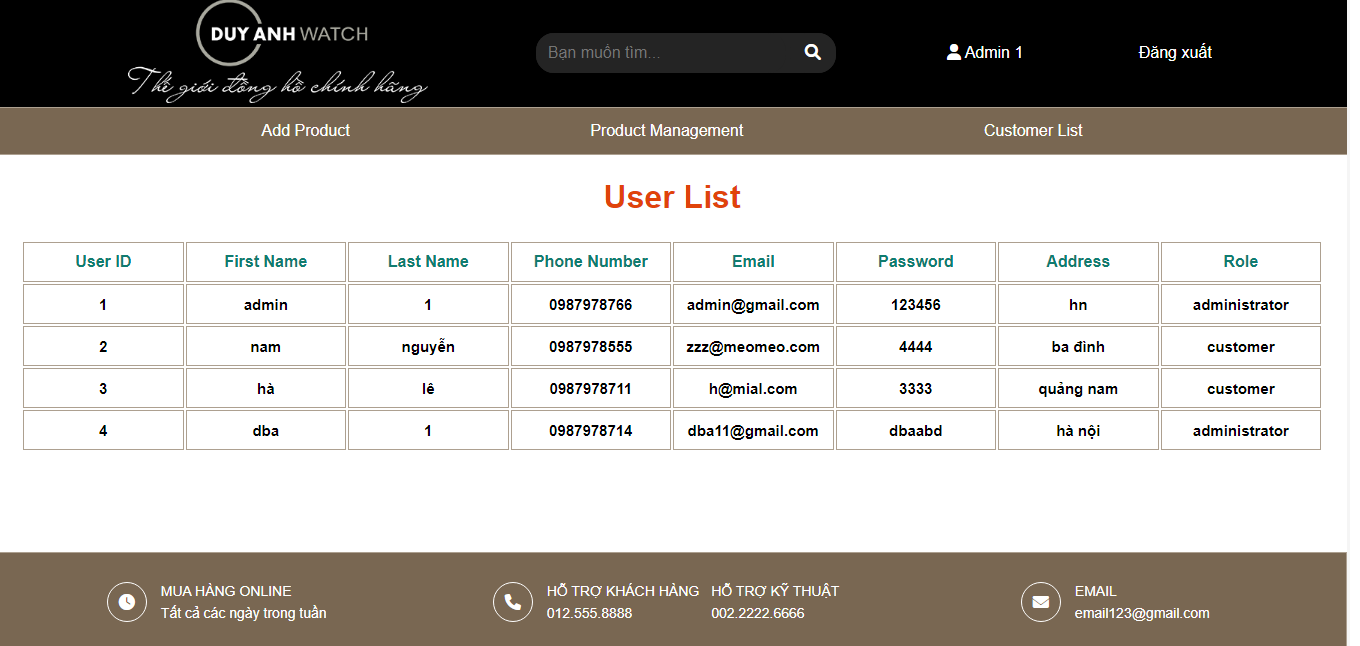 DUY ANH WATCH
Thế giới đồng hồ chính hãng
Bạn muốn tìm...
Admin 1
Đăng xuất
Add Product Product Management Customer List
User List
User ID First Name Last Name Phone Number Email Password Address Role
1 admin 1 0987978766 admin@gmail.com 123456 hn administrator
2 nam nguyễn 0987978555 zzz@meomeo.com 4444 ba đình customer
3 hà lê 0987978711 h@mial.com 3333 quảng nam customer
4 dba 1 0987978714 dba11@gmail.com dbaabd hà nội administrator
MUA HÀNG ONLINE
Tất cả các ngày trong tuần
HỖ TRỢ KHÁCH HÀNG
012.555.8888
HỖ TRỢ KỸ THUẬT
002.2222.6666
EMAIL
email123@gmail.com